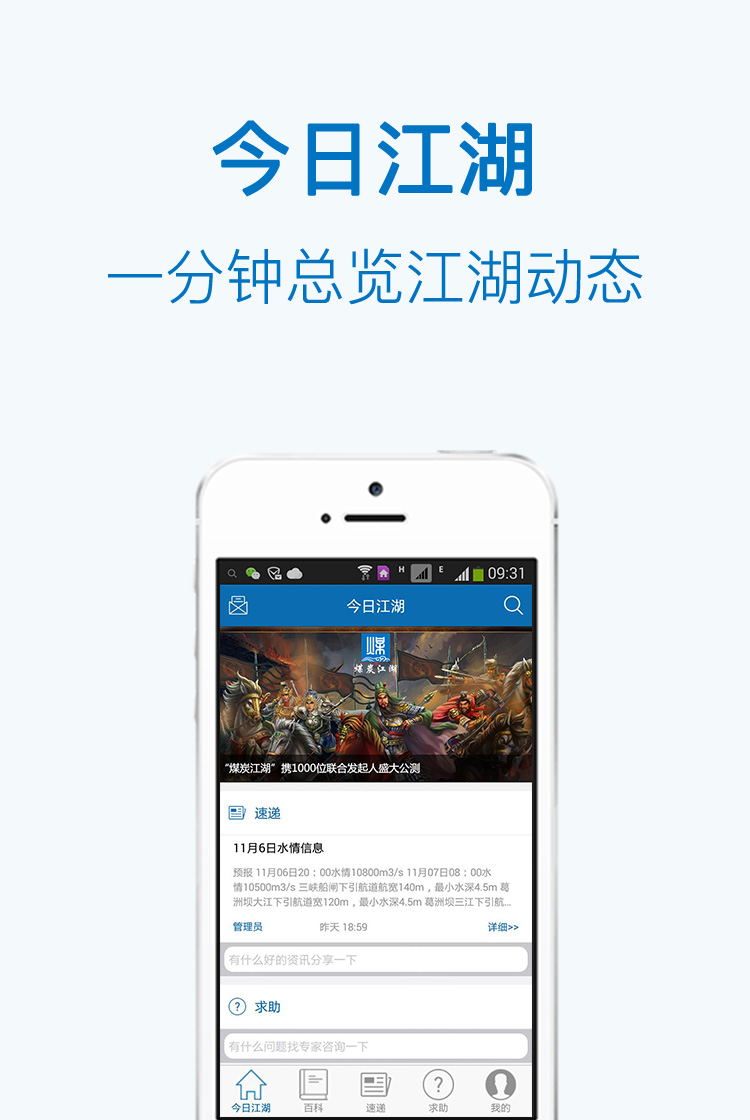 今日江湖
一分钟总览江湖动态
H E 09:31
今日江湖
煤
煤炭江湖
“煤炭江湖”携1000位联合发起人盛大公测
速递
11月6日水情信息
预报 11月06日20：00水情10800m3/s 11月07日08：00水
情10500m3/s 三峡船闸下引航道航宽140m，最小水深4.5m 葛
洲坝大江下引航道宽120m，最小水深4.5m 葛洲坝三江下引航...
管理员 昨天 18:59 详细>>
有什么好的资讯分享一下
求助
有什么问题找专家咨询一下
今日江湖 百科 速递 求助 我的